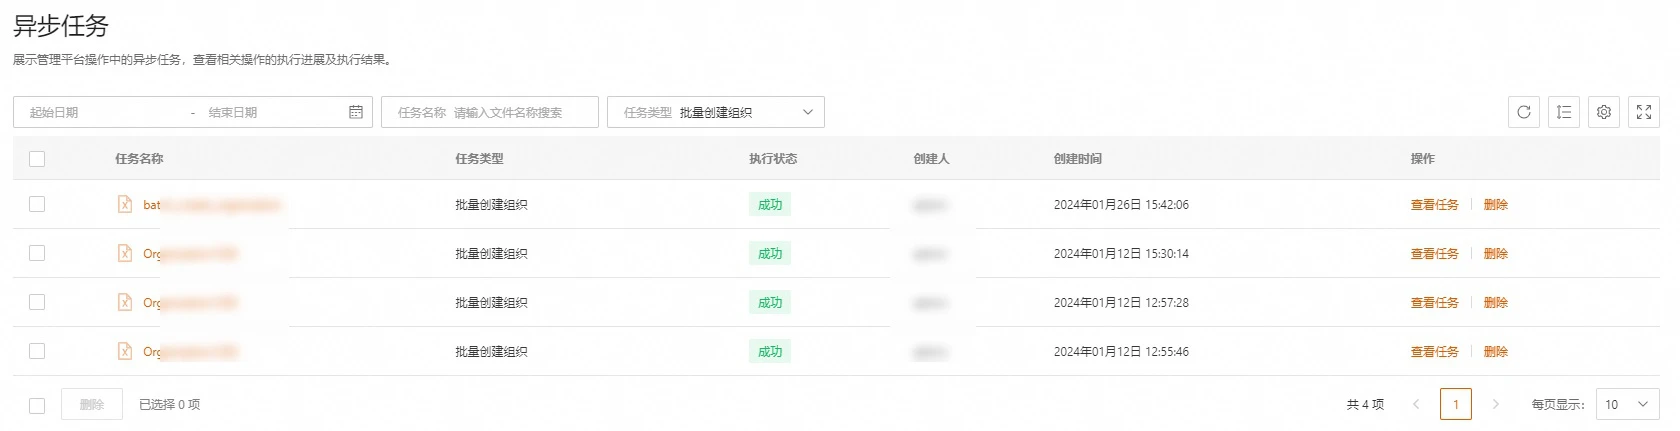 异步任务
展示管理平台操作中的异步任务，查看相关操作的执行进展及执行结果。
起始日期 - 结束日期 任务名称 请输入文件名称搜索 任务类型 批量创建组织
任务名称 任务类型 执行状态 创建人 创建时间 操作
批量创建组织 成功 2024年01月26日 15:42:06 查看任务 删除
批量创建组织 成功 2024年01月12日 15:30:14 查看任务 删除
批量创建组织 成功 2024年01月12日 12:57:28 查看任务 删除
批量创建组织 成功 2024年01月12日 12:55:46 查看任务 删除
删除 已选择 0 项 共 4 项 1 每页显示： 10